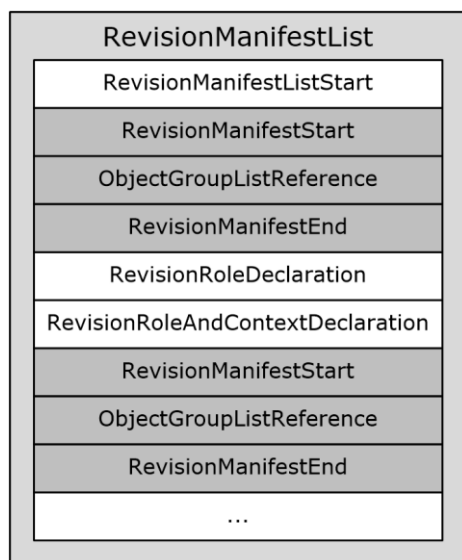 RevisionManifestList
RevisionManifestListStart
RevisionManifestStart
ObjectGroupListReference
RevisionManifestEnd
RevisionRoleDeclaration
RevisionRoleAndContextDeclaration
RevisionManifestStart
ObjectGroupListReference
RevisionManifestEnd
...